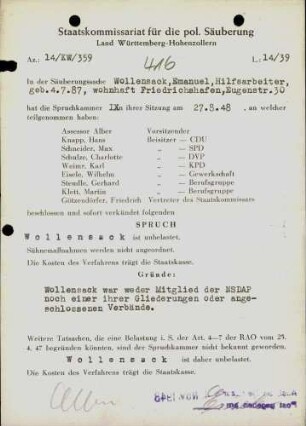 Staatskommissariat für die pol. Säuberung
Land Württemberg-Hohenzollern
Az.: 14/KW/359
416
L.: 14/39
In der Säuberungssache Wollensack, Emanuel, Hilfsarbeiter,
geb. 4.7.87, wohnhaft Friedrichshafen, Eugenstr. 30
hat die Spruchkammer IX in ihrer Sitzung am 27.5.48, an welcher
teilgenommen haben:
Assessor Alber Vorsitzender
Knapp, Hans Beisitzer — CDU
Schneider, Max „ — SPD
Schulze, Charlotte „ — DVP
Weimer, Karl „ — KPD
Eisele, Wilhelm „ — Gewerkschaft
Stendle, Gerhard „ — Berufsgruppe
Klett, Martin „ — Berufsgruppe
Götzendörfer, Friedrich Vertreter des Staatskommissars
beschlossen und sofort verkündet folgenden
SPRUCH
Wollensack ist unbelastet.
Sühnemaßnahmen werden nicht angeordnet.
Die Kosten des Verfahrens trägt die Staatskasse.
Gründe:
Wollensack war weder Mitglied der NSDAP
noch einer ihrer Gliederungen oder ange-
schlossenen Verbände.
Weitere Tatsachen, die eine Belastung i. S. der Art. 4—7 der RAO vom 25.
4. 47 begründen könnten, sind der Spruchkammer nicht bekannt geworden.
Wollensack ist daher unbelastet.
Die Kosten des Verfahrens trägt die Staatskasse.